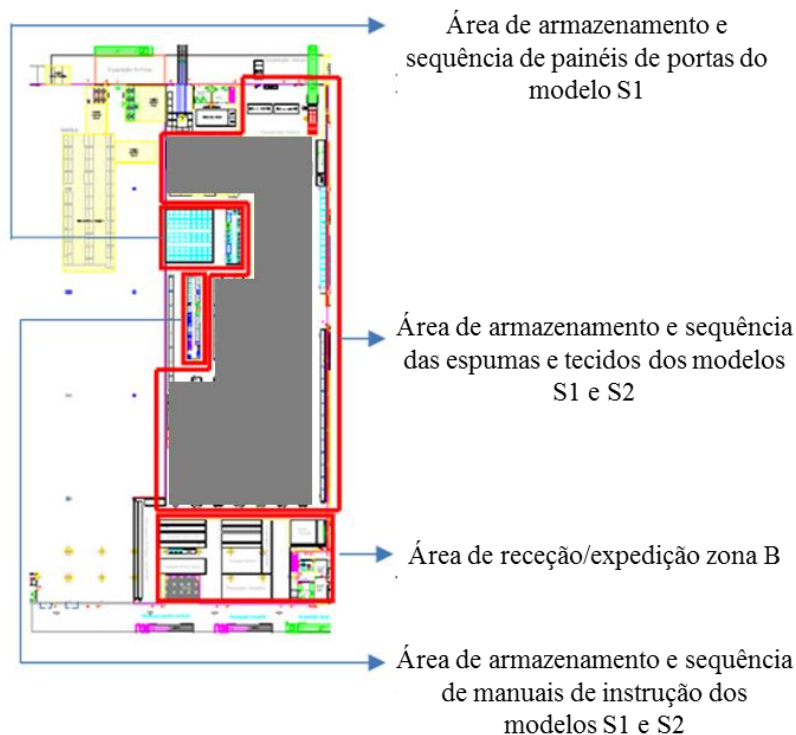 Área de armazenamento e
sequência de painéis de portas do
modelo S1
Área de armazenamento e sequência
das espumas e tecidos dos modelos
S1 e S2
Área de receção/expedição zona B
Área de armazenamento e sequência
de manuais de instrução dos
modelos S1 e S2